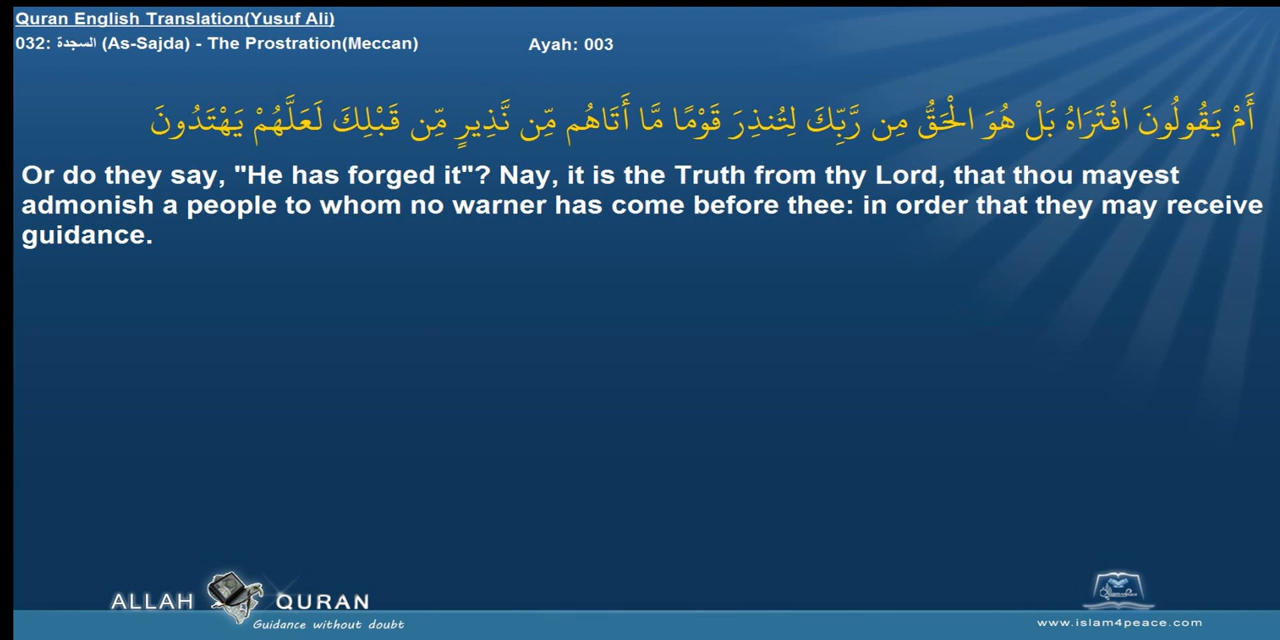 Quran English Translation(Yusuf Ali)
032: السجدة (As-Sajda) - The Prostration(Meccan)
Ayah: 003
أَمْ يَقُولُونَ افْتَرَاهُ بَلْ هُوَ الْحَقُّ مِن رَّبِّكَ لِتُنذِرَ قَوْمًا مَّا أَتَاهُم مِّن نَّذِيرٍ مِّن قَبْلِكَ لَعَلَّهُمْ يَهْتَدُونَ
Or do they say, "He has forged it"? Nay, it is the Truth from thy Lord, that thou mayest
admonish a people to whom no warner has come before thee: in order that they may receive
guidance.
ALLAH QURAN
Guidance without doubt
www.islam4peace.com